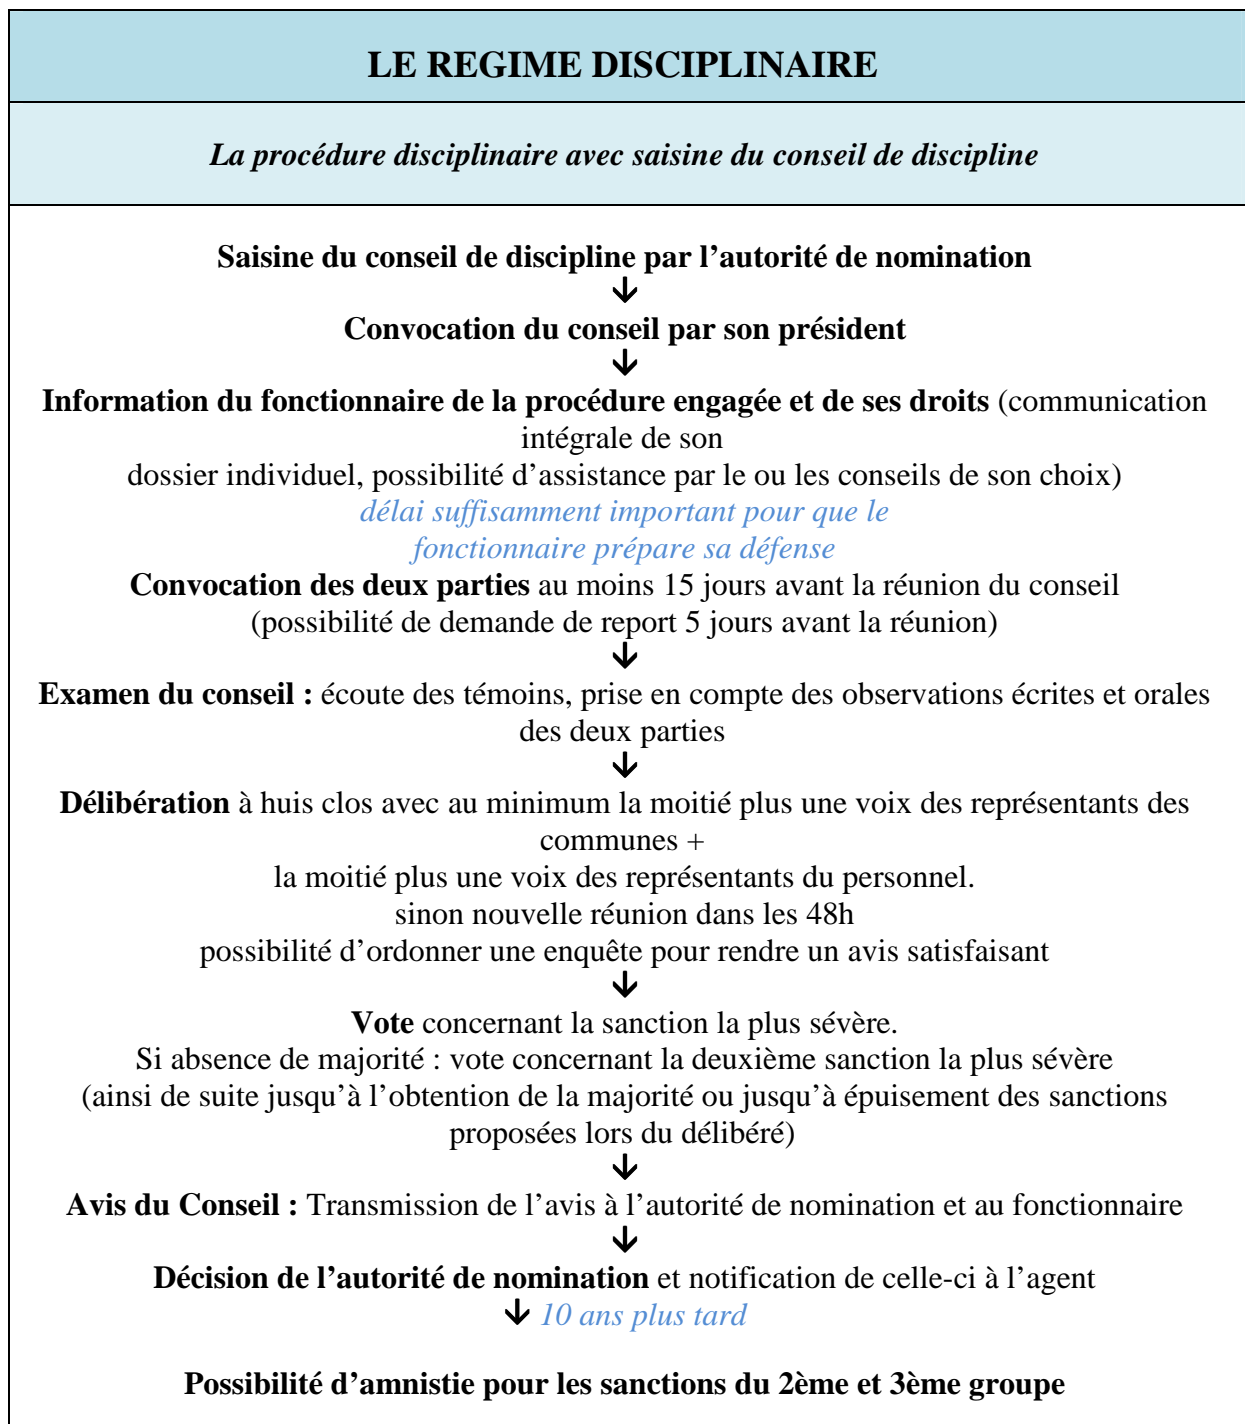 LE REGIME DISCIPLINAIRE
La procédure disciplinaire avec saisine du conseil de discipline
Saisine du conseil de discipline par l’autorité de nomination
Convocation du conseil par son président
Information du fonctionnaire de la procédure engagée et de ses droits (communication
intégrale de son
dossier individuel, possibilité d’assistance par le ou les conseils de son choix)
délai suffisamment important pour que le
fonctionnaire prépare sa défense
Convocation des deux parties au moins 15 jours avant la réunion du conseil
(possibilité de demande de report 5 jours avant la réunion)
Examen du conseil : écoute des témoins, prise en compte des observations écrites et orales
des deux parties
Délibération à huis clos avec au minimum la moitié plus une voix des représentants des
communes +
la moitié plus une voix des représentants du personnel.
sinon nouvelle réunion dans les 48h
possibilité d’ordonner une enquête pour rendre un avis satisfaisant
Vote concernant la sanction la plus sévère.
Si absence de majorité : vote concernant la deuxième sanction la plus sévère
(ainsi de suite jusqu’à l’obtention de la majorité ou jusqu’à épuisement des sanctions
proposées lors du délibéré)
Avis du Conseil : Transmission de l’avis à l’autorité de nomination et au fonctionnaire
Décision de l’autorité de nomination et notification de celle-ci à l’agent
10 ans plus tard
Possibilité d’amnistie pour les sanctions du 2ème et 3ème groupe